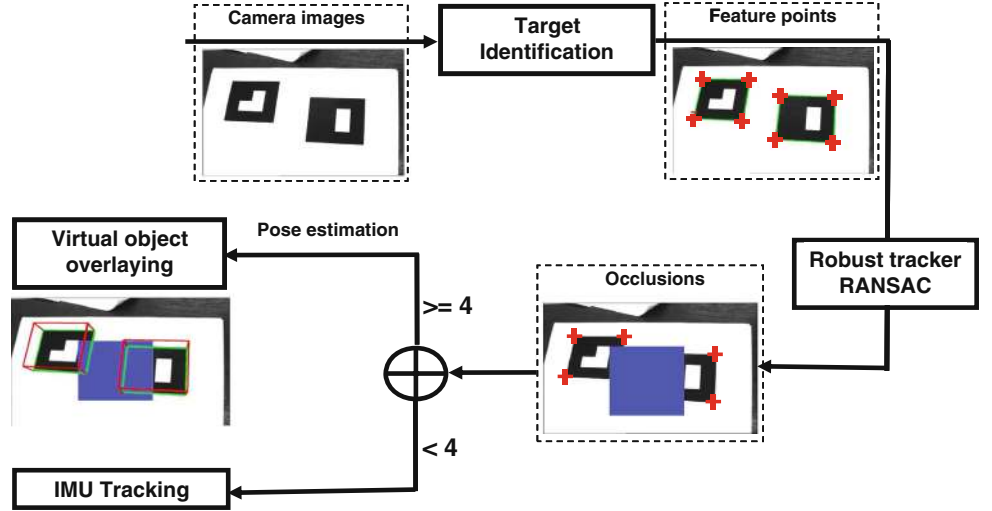 Camera images
Target
Identification
Feature points
Robust tracker
RANSAC
Occlusions
>= 4
< 4
Pose estimation
Virtual object
overlaying
IMU Tracking